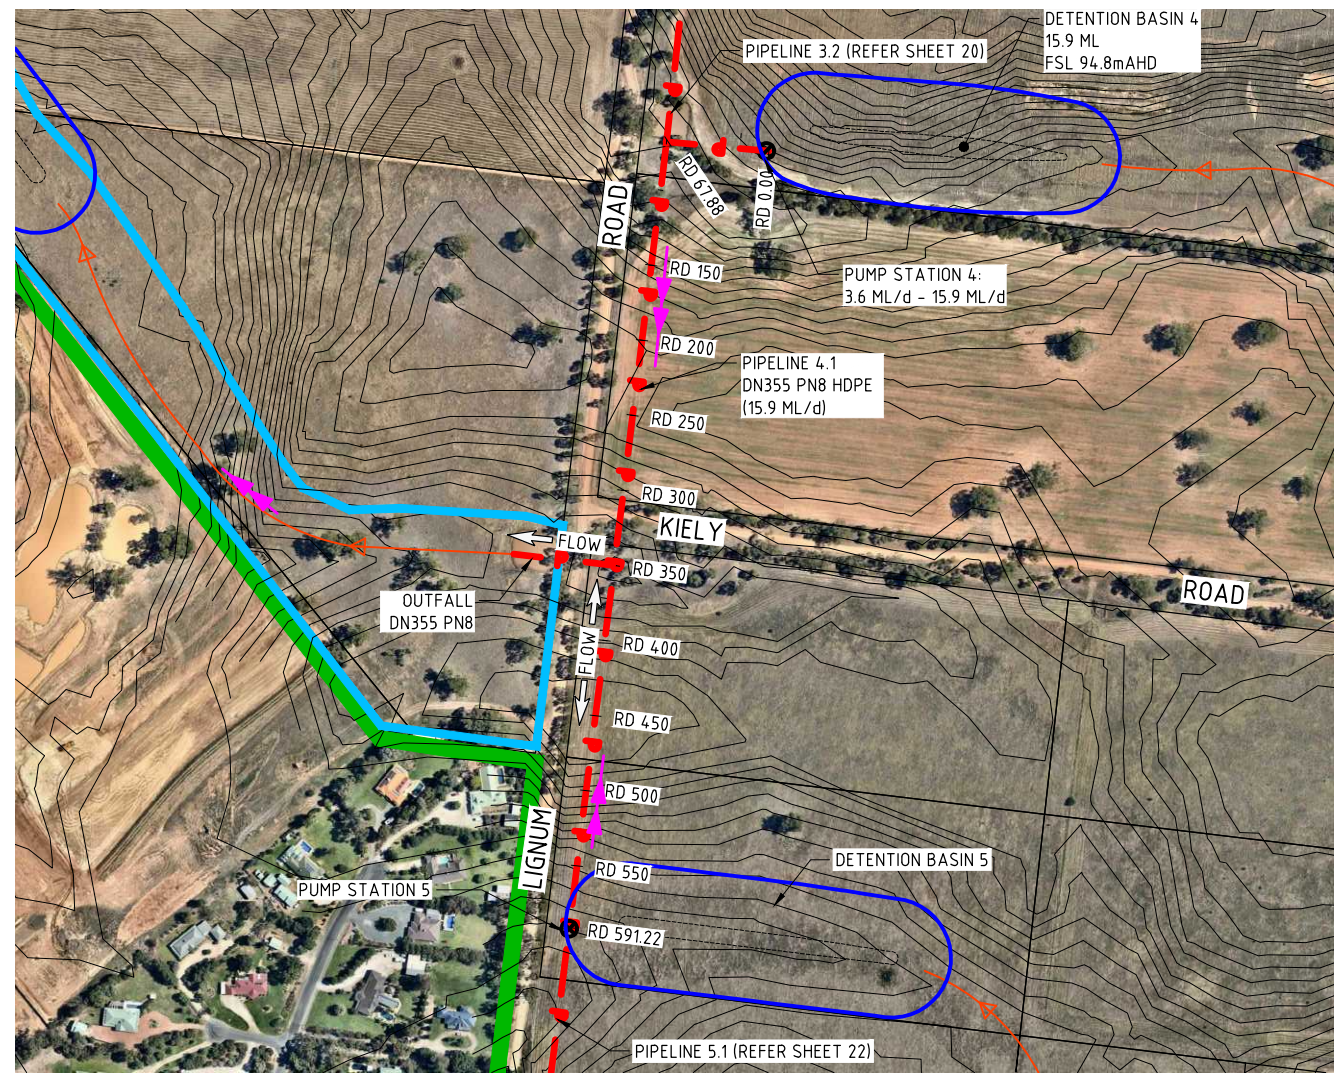 DETENTION BASIN 4
15.9 ML
FSL 94.8mAHD
PIPELINE 3.2 (REFER SHEET 20)
RD 67.88
RD 0.00
ROAD
RD 150
PUMP STATION 4:
3.6 ML/d - 15.9 ML/d
RD 200
PIPELINE 4.1
DN355 PN8 HDPE
(15.9 ML/d)
RD 250
RD 300
KIELY
FLOW
RD 350
ROAD
OUTFALL
DN355 PN8
FLOW
RD 400
RD 450
RD 500
LIGNUM
DETENTION BASIN 5
RD 550
PUMP STATION 5
RD 591.22
PIPELINE 5.1 (REFER SHEET 22)